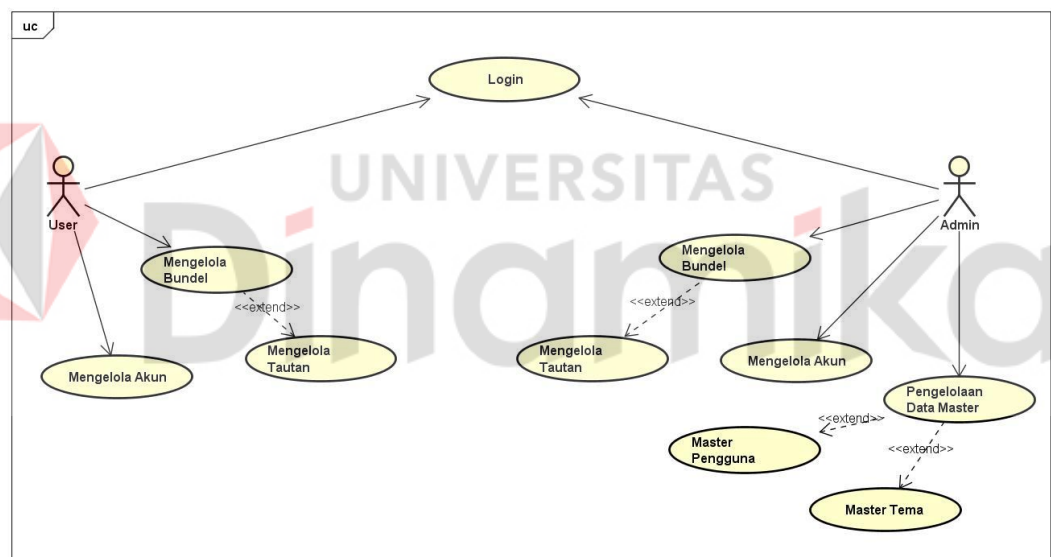 uc
Login
UNIVERSITAS
Dinamika
User
Admin
Mengelola
Bundel
Mengelola
Bundel
<<extend>>
<<extend>>
Mengelola
Tautan
Mengelola
Tautan
Mengelola Akun
Mengelola Akun
Pengelolaan
Data Master
<<extend>>
Master
Pengguna
<<extend>>
Master Tema